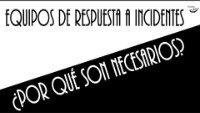 EQUIPOS DE RESPUESTA A INCIDENTES
¿POR QUÉ SON NECESARIOS?